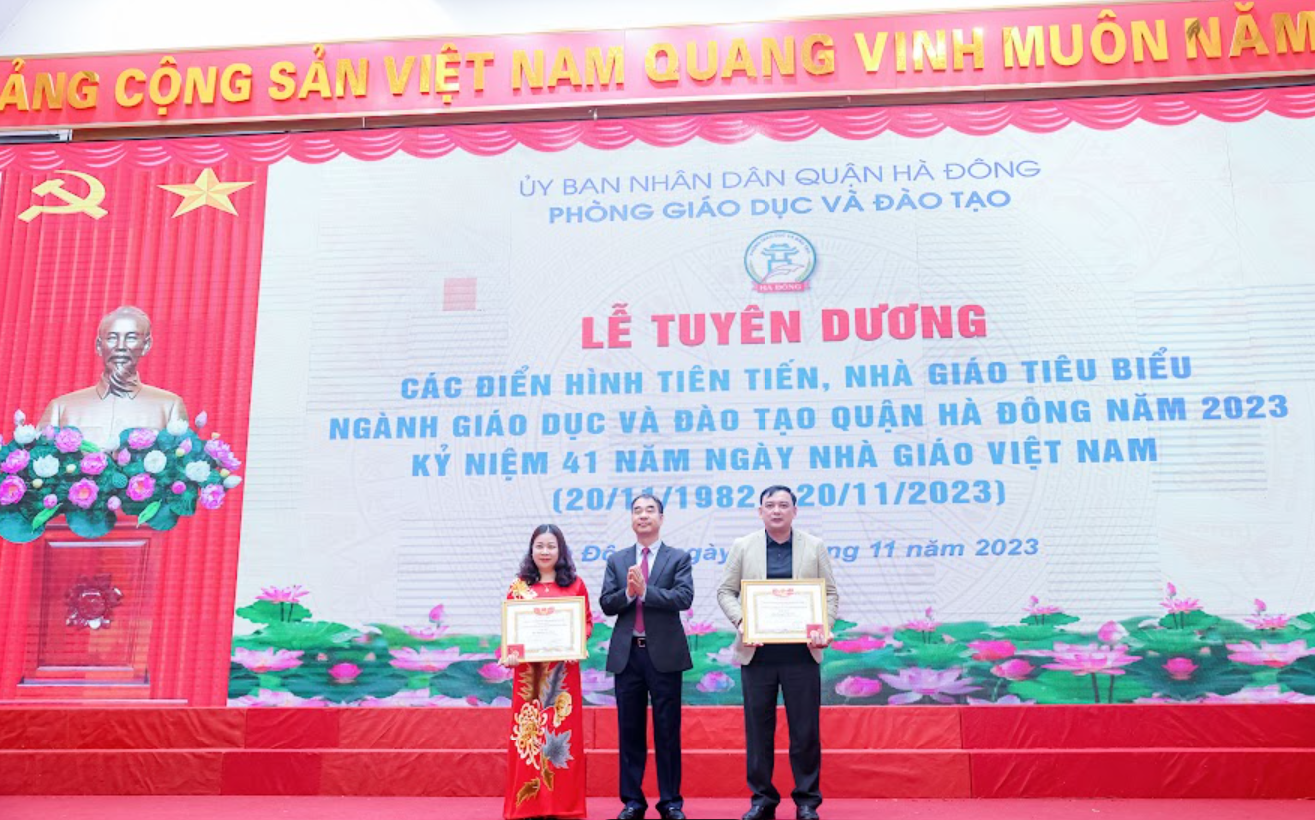 ẢNG CỘNG SẢN VIỆT NAM QUANG VINH MUÔN NĂM
ỦY BAN NHÂN DÂN QUẬN HÀ ĐÔNG
PHÒNG GIÁO DỤC VÀ ĐÀO TẠO
HÀ ĐÔNG
LỄ TUYÊN DƯƠNG
CÁC ĐIỂN HÌNH TIÊN TIẾN, NHÀ GIÁO TIÊU BIỂU
NGÀNH GIÁO DỤC VÀ ĐÀO TẠO QUẬN HÀ ĐÔNG NĂM 2023
KỶ NIỆM 41 NĂM NGÀY NHÀ GIÁO VIỆT NAM
(20/11/1982 20/11/2023)
Đô gày ng 11 năm 2023